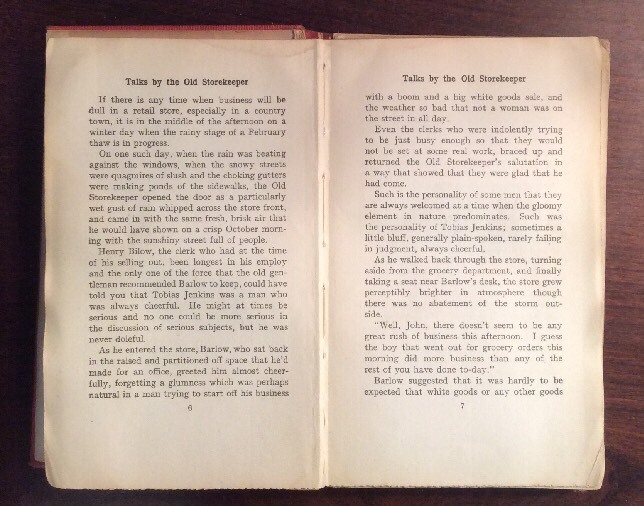 Talks by the Old Storekeeper
If there is any time when business will be
dull in a retail store, especially in a country
town, it is in the middle of the afternoon on a
winter day when the rainy stage of a February
thaw is in progress.
On one such day, when the rain was beating
against the windows, when the snowy streets
were quagmires of slush and the choking gutters
were making ponds of the sidewalks, the Old
Storekeeper opened the door as a particularly
wet gust of rain whipped across the store front,
and came in with the same fresh, brisk air that
he would have shown on a crisp October morn-
ing with the sunshiny street full of people.
Henry Bilow, the clerk who had at the time
of his selling out, been longest in his employ
and the only one of the force that the old gen-
tleman recommended Barlow to keep, could have
told you that Tobias Jenkins was a man who
was always cheerful. He might at times be
serious and no one could be more serious in
the discussion of serious subjects, but he was
never doleful.
As he entered the store, Barlow, who sat back
in the raised and partitioned off space that he'd
made for an office, greeted him almost cheer-
fully, forgetting a glumness which was perhaps
natural in a man trying to start off his business
6
Talks by the Old Storekeeper
with a boom and a big white goods sale, and
the weather so bad that not a woman was on
the street in all day.
Even the clerks who were indolently trying
to be just busy enough so that they would
not be set at some real work, braced up and
returned the Old Storekeeper's salutation in
a way that showed that they were glad that he
had come.
Such is the personality of some men that they
are always welcomed at a time when the gloomy
element in nature predominates. Such was
the personality of Tobias Jenkins; sometimes a
little bluff, generally plain-spoken, rarely failing
in judgment, always cheerful.
As he walked back through the store, turning
aside from the grocery department, and finally
taking a seat near Barlow's desk, the store grew
perceptibly brighter in atmosphere though
there was no abatement of the storm out-
side.
"Well, John, there doesn't seem to be any
great rush of business this afternoon. I guess
the boy that went out for grocery orders this
morning did more business than any of the
rest of you have done to-day."
Barlow suggested that it was hardly to be
expected that white goods or any other goods
7